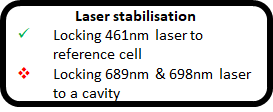 Laser stabilisation
✓ Locking 461nm laser to
reference cell
❖ Locking 689nm & 698nm laser
to a cavity